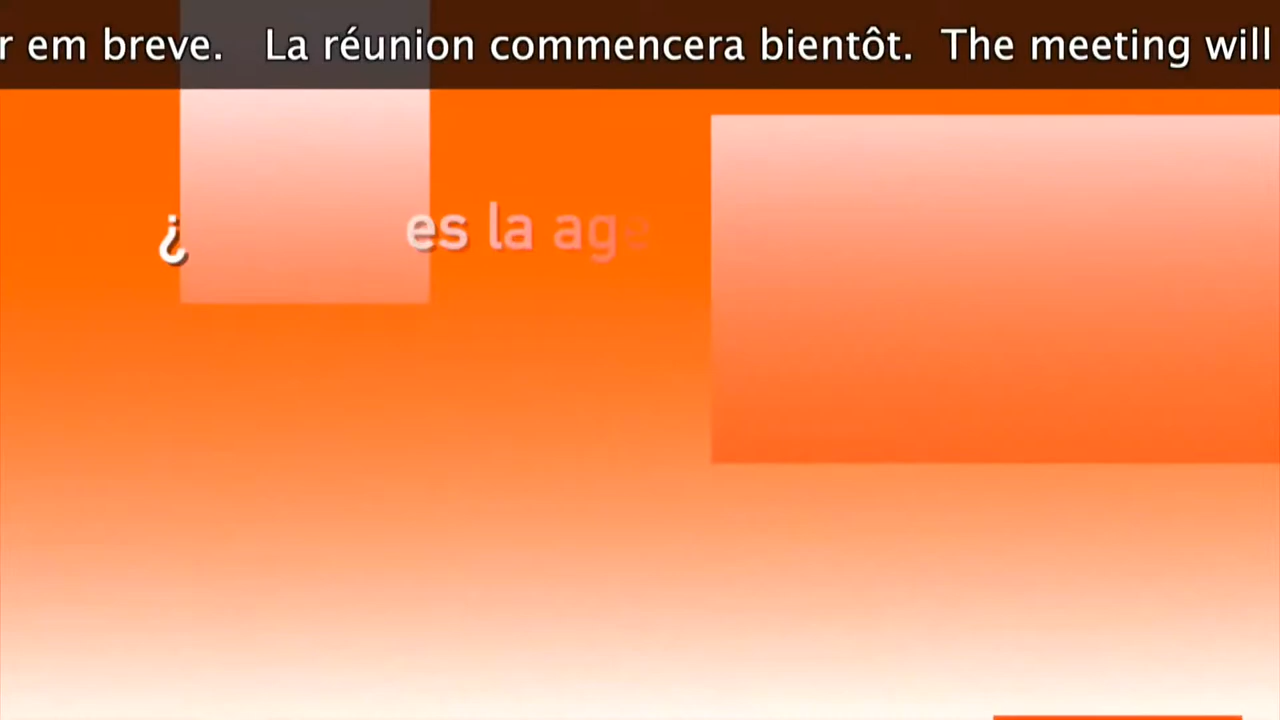 r em breve. La réunion commencera bientôt. The meeting will
¿ es la age